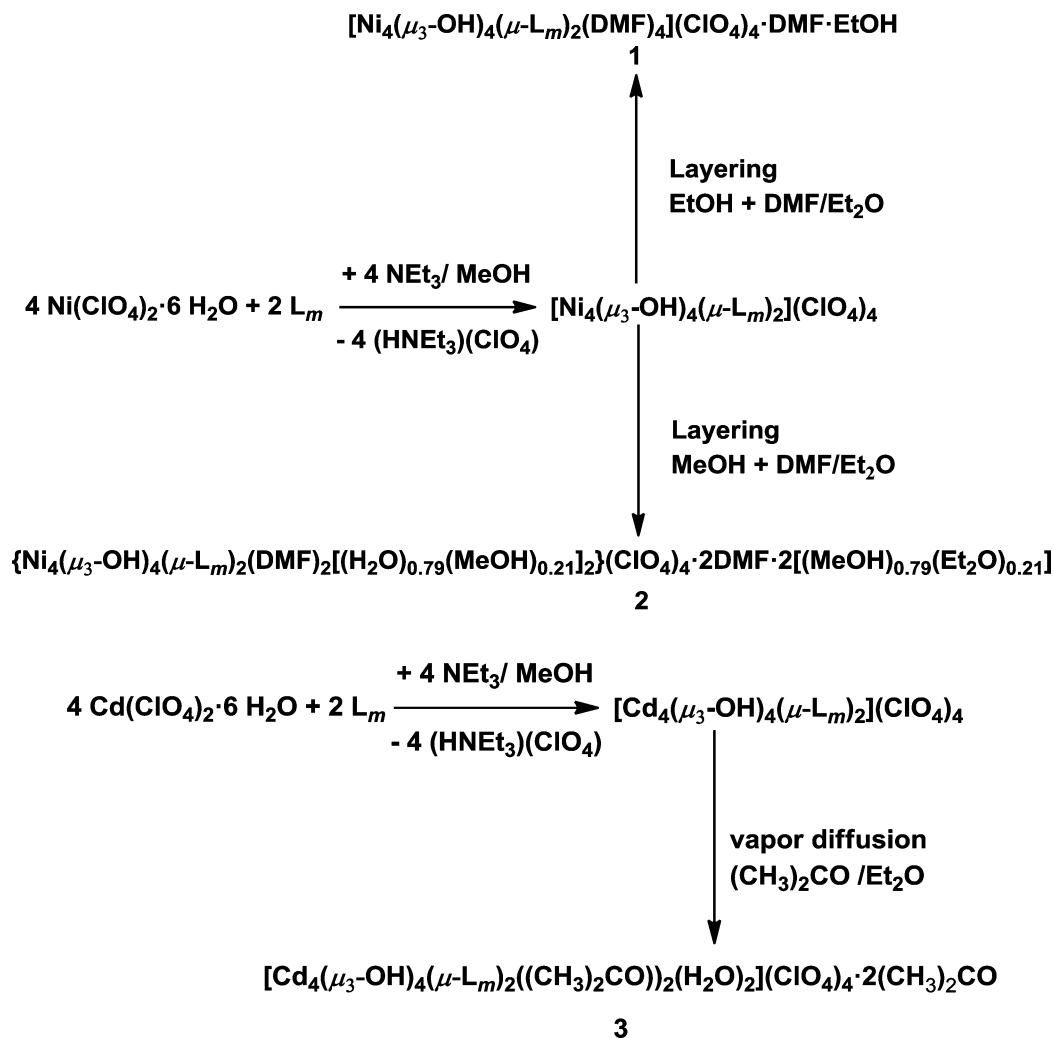 [Ni₄(μ₃-OH)₄(μ-Lₘ)₂(DMF)₄](ClO₄)₄·DMF·EtOH
1
Layering
EtOH + DMF/Et₂O
+ 4 NEt₃/ MeOH
4 Ni(ClO₄)₂·6 H₂O + 2 Lₘ
[Ni₄(μ₃-OH)₄(μ-Lₘ)₂](ClO₄)₄
- 4 (HNEt₃)(ClO₄)
Layering
MeOH + DMF/Et₂O
{Ni₄(μ₃-OH)₄(μ-Lₘ)₂(DMF)₂[(H₂O)₀.₇₉(MeOH)₀.₂₁]₂}(ClO₄)₄·2DMF·2[(MeOH)₀.₇₉(Et₂O)₀.₂₁]
2
+ 4 NEt₃/ MeOH
4 Cd(ClO₄)₂·6 H₂O + 2 Lₘ
[Cd₄(μ₃-OH)₄(μ-Lₘ)₂](ClO₄)₄
- 4 (HNEt₃)(ClO₄)
vapor diffusion
(CH₃)₂CO /Et₂O
[Cd₄(μ₃-OH)₄(μ-Lₘ)₂((CH₃)₂CO))₂(H₂O)₂](ClO₄)₄·2(CH₃)₂CO
3